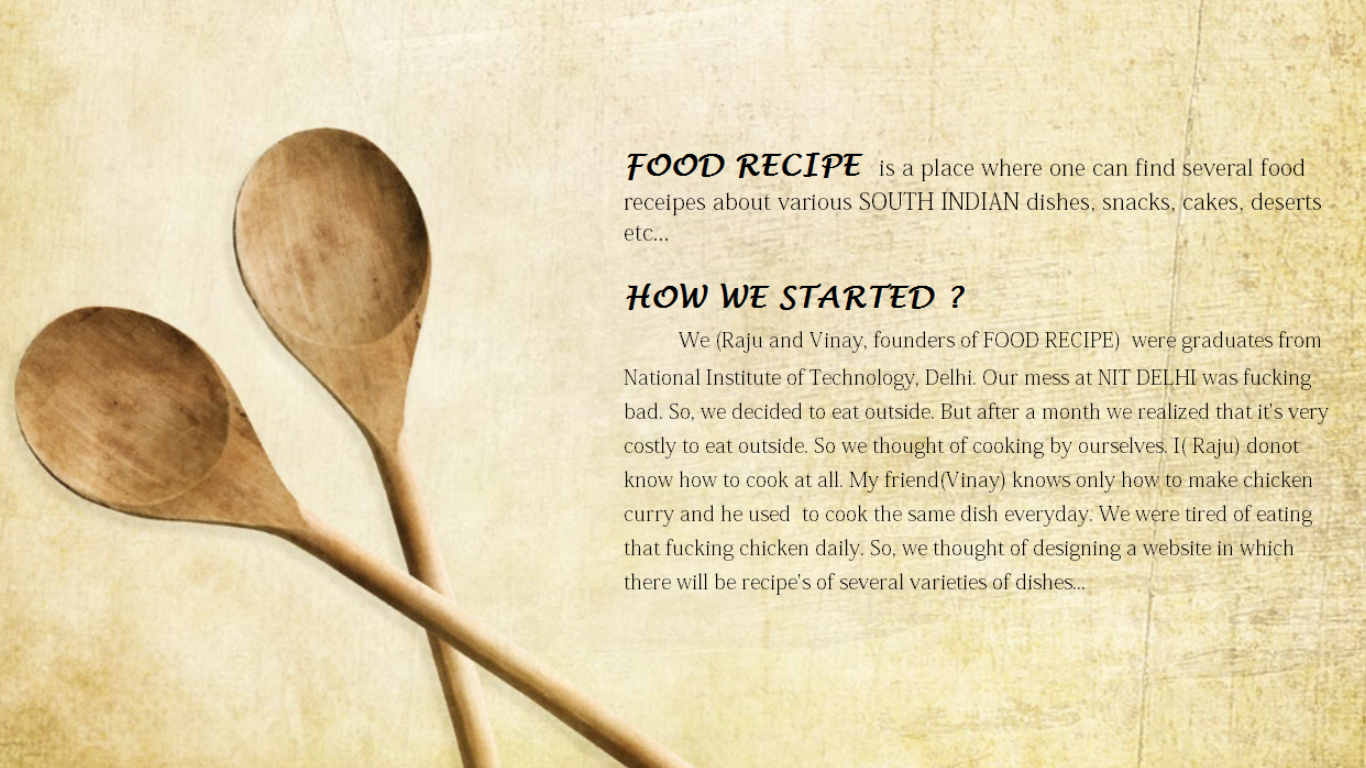 FOOD RECIPE is a place where one can find several food
receipes about various SOUTH INDIAN dishes, snacks, cakes, deserts
etc...
HOW WE STARTED ?
We (Raju and Vinay, founders of FOOD RECIPE) were graduates from
National Institute of Technology, Delhi. Our mess at NIT DELHI was fucking
bad. So, we decided to eat outside. But after a month we realized that it's very
costly to eat outside. So we thought of cooking by ourselves. I( Raju) donot
know how to cook at all. My friend(Vinay) knows only how to make chicken
curry and he used  to cook the same dish everyday. We were tired of eating
that fucking chicken daily. So, we thought of designing a website in which
there will be recipe's of several varieties of dishes...